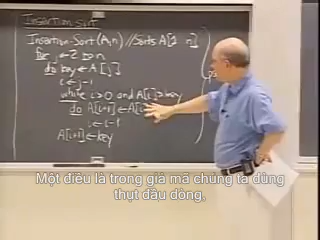 Insertion Sort
Insertion-Sort(A,n) //Sorts A[1..n]
for j ← 2 to n
do key ← A[j]
i ← j-1
while i>0 and A[i]>key
do A[i+1] ← A[i]
i ← i-1
A[i+1] ← key
Một điều là trong giả mã chúng ta dùng
thụt đầu dòng,